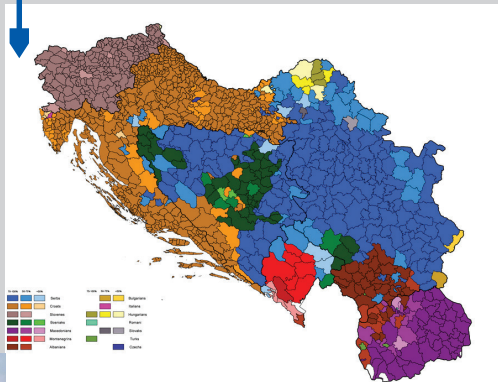 Serbs
Croats
Slovenes
Bosniaks
Macedonians
Montenegrins
Albanians
Bulgarians
Italians
Hungarians
Romani
Slovaks
Turks
Czechs